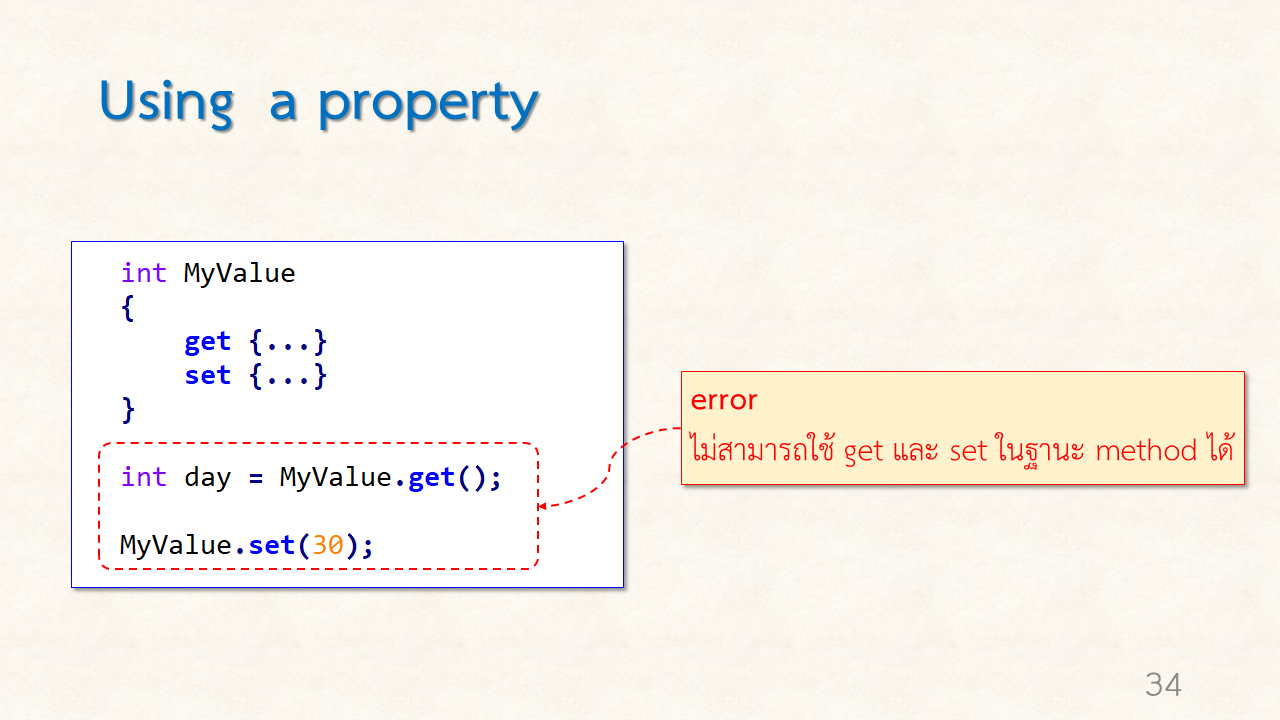 Using a property
int MyValue
{
get {...}
set {...}
}
int day = MyValue.get();
MyValue.set(30);
error
ไม่สามารถใช้ get และ set ในฐานะ method ได้
34